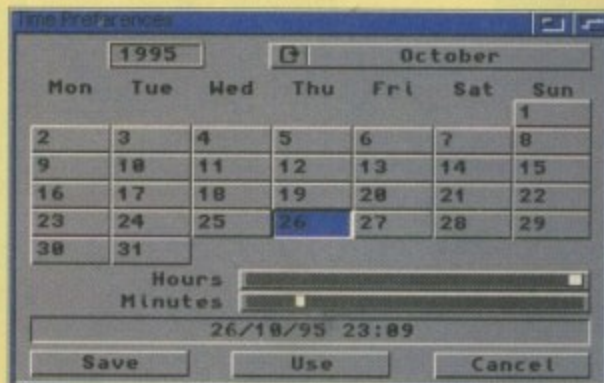 Time Preferences
1995 October
Mon Tue Wed Thu Fri Sat Sun
1
2 3 4 5 6 7 8
9 10 11 12 13 14 15
16 17 18 19 20 21 22
23 24 25 26 27 28 29
30 31
Hours
Minutes
26/10/95 23:09
Save Use Cancel